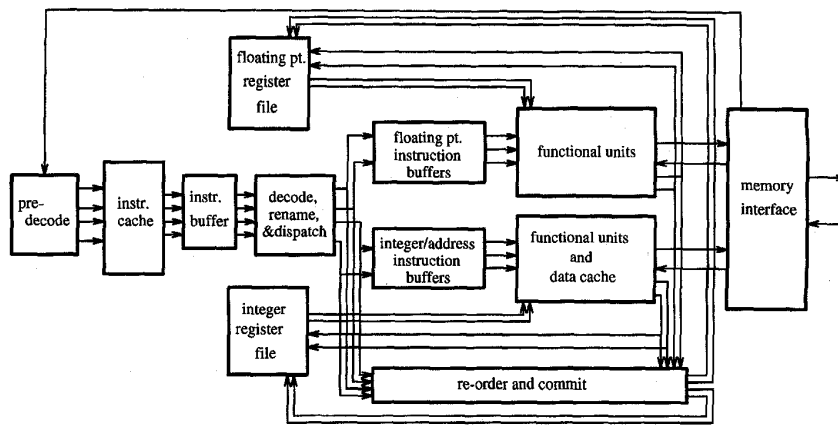 floating pt.
register
file
floating pt.
instruction
buffers
functional units
pre-
decode
instr.
cache
instr.
buffer
decode,
rename,
&dispatch
memory
interface
integer/address
instruction
buffers
functional units
and
data cache
integer
register
file
re-order and commit